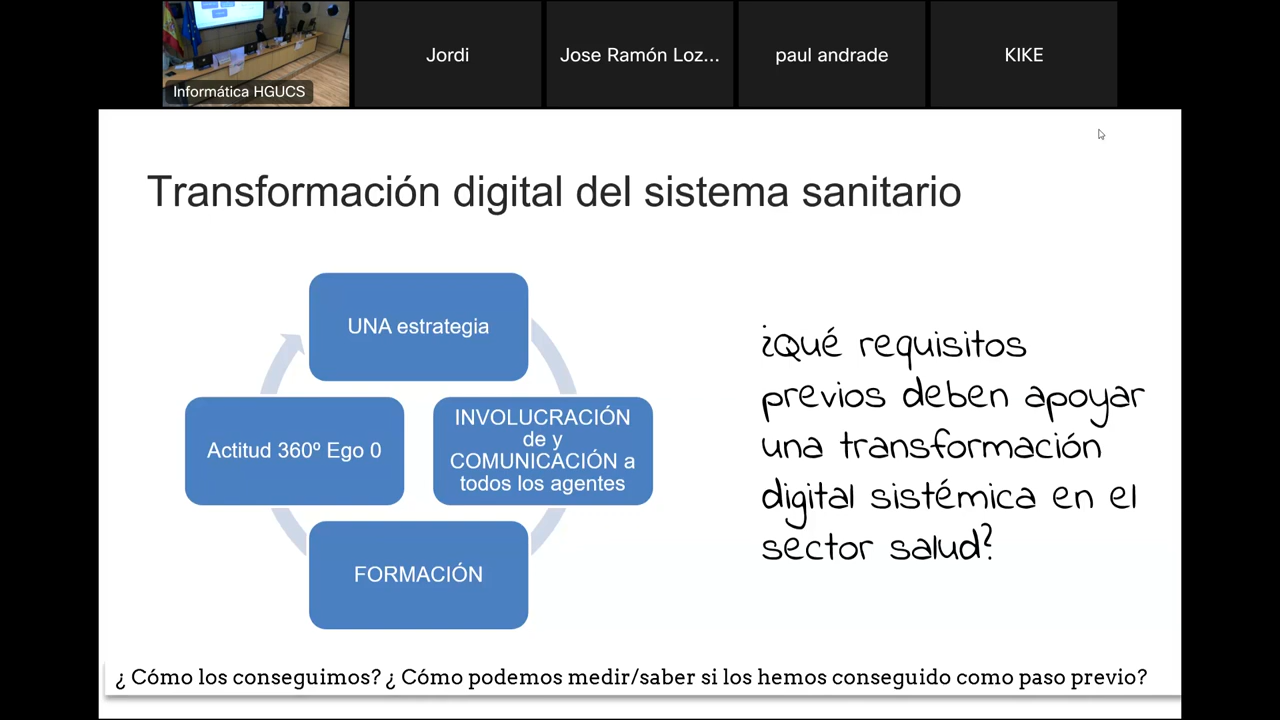 Jordi
Jose Ramón Loz...
paul andrade
KIKE
Informática HGUCS
Transformación digital del sistema sanitario
UNA estrategia
INVOLUCRACIÓN
de y
COMUNICACIÓN a
todos los agentes
Actitud 360º Ego 0
FORMACIÓN
¿Qué requisitos
previos deben apoyar
una transformación
digital sistémica en el
sector salud?
¿ Cómo los conseguimos? ¿ Cómo podemos medir/saber si los hemos conseguido como paso previo?